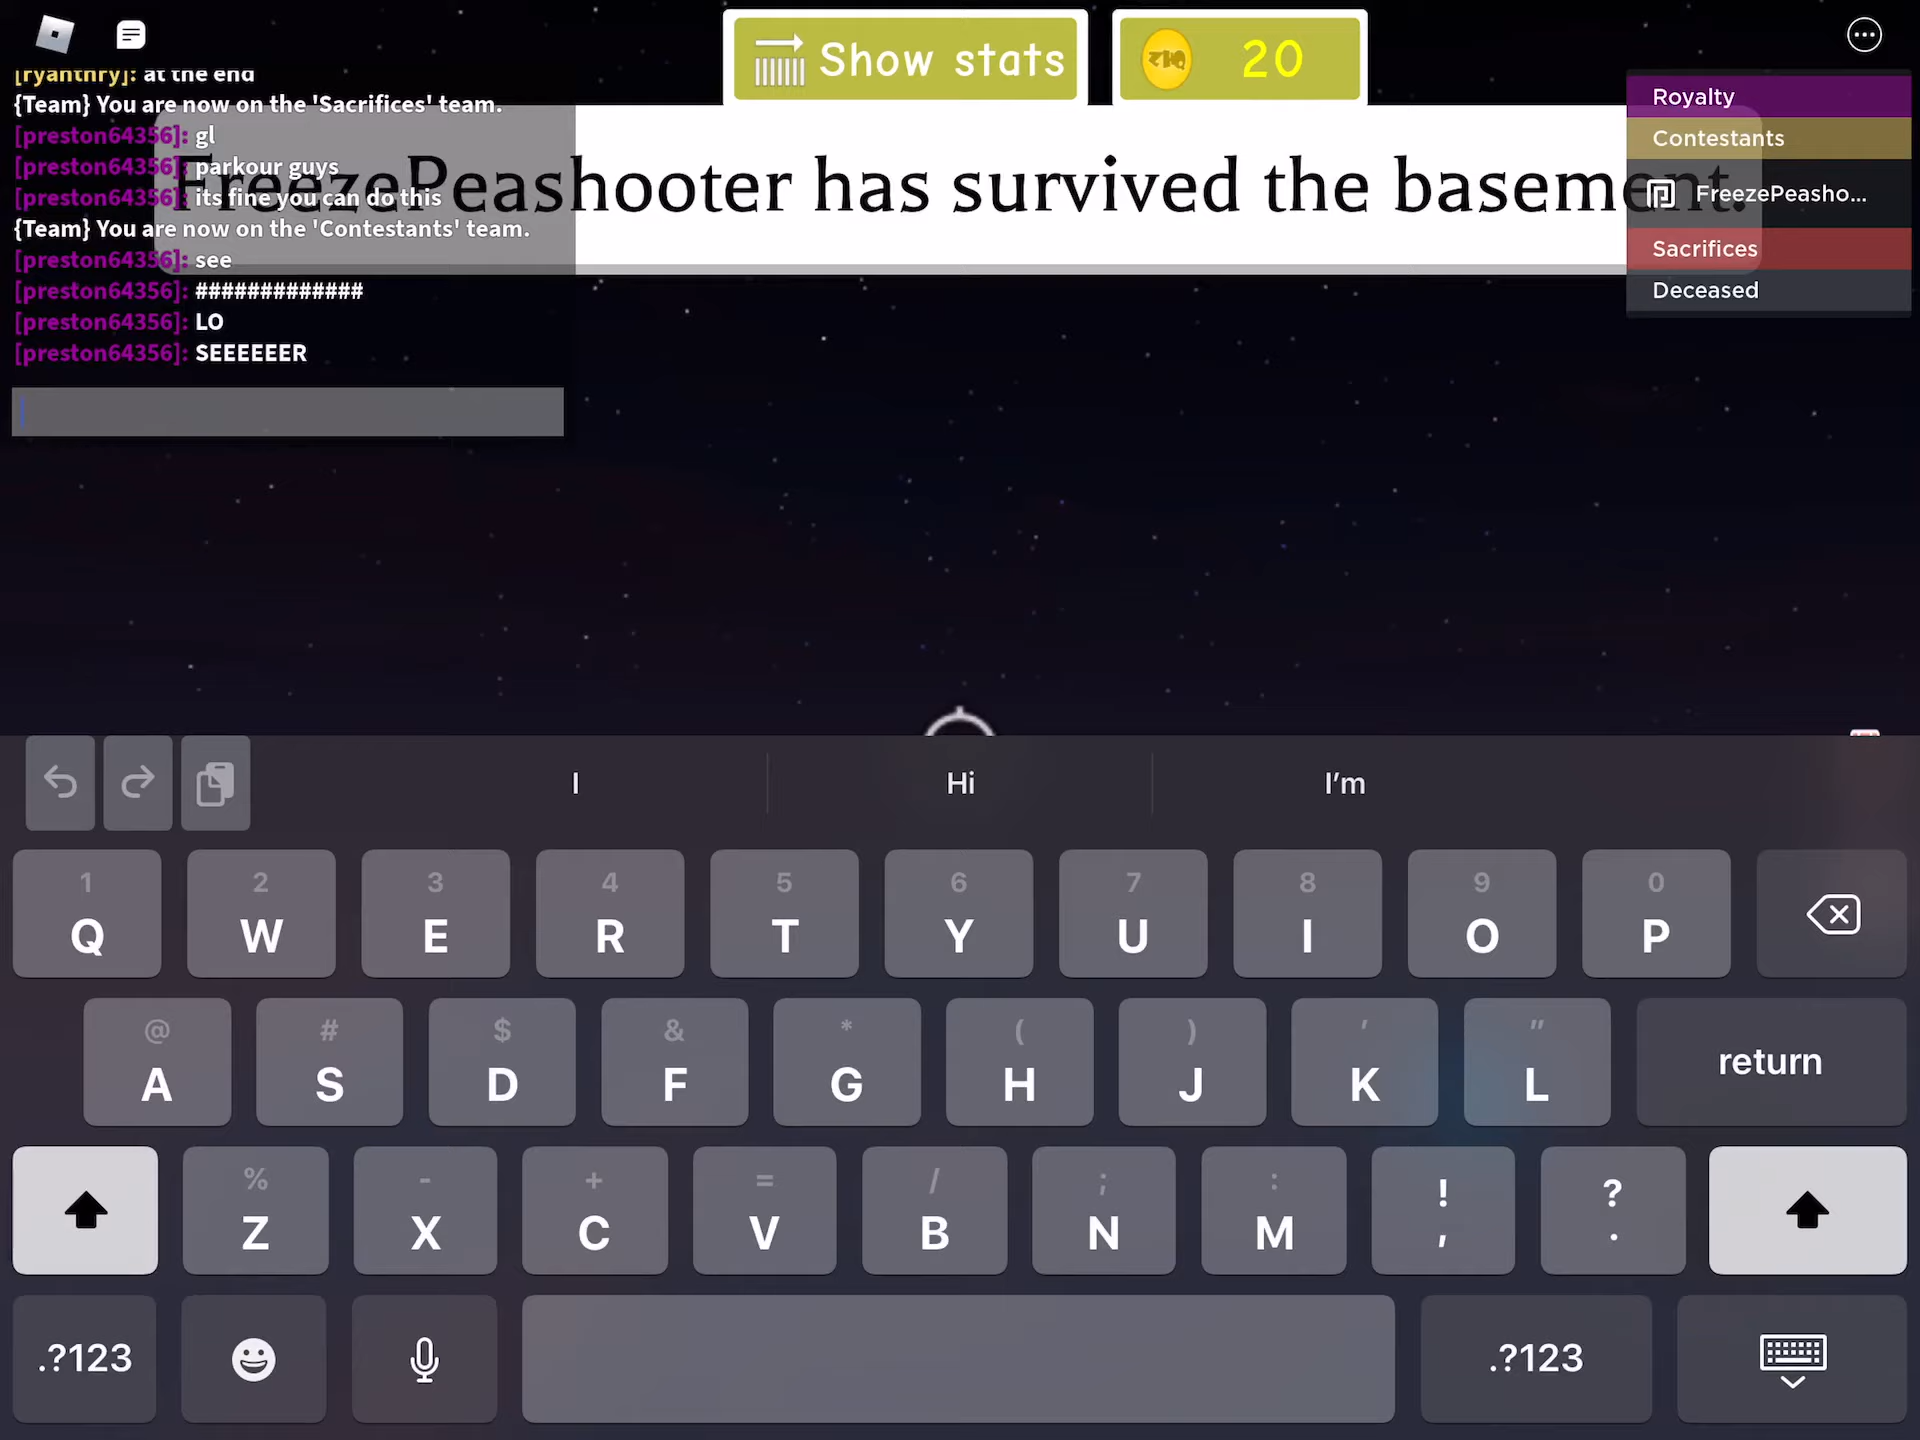 Show stats
20
[ryanthry]: at the end
{Team} You are now on the 'Sacrifices' team.
[preston64356]: gl
[preston64356]: parkour guys
[preston64356]: its fine you can do this
{Team} You are now on the 'Contestants' team.
[preston64356]: see
[preston64356]: #############
[preston64356]: LO
[preston64356]: SEEEEEER
FreezePeashooter has survived the basement.
Royalty
Contestants
FreezePeasho...
Sacrifices
Deceased
I Hi I'm
1 2 3 4 5 6 7 8 9 0
Q W E R T Y U I O P
@ # $ & * ( ) ' "
A S D F G H J K L return
% - + = / ; : ! ?
Z X C V B N M , .
.?123 .?123